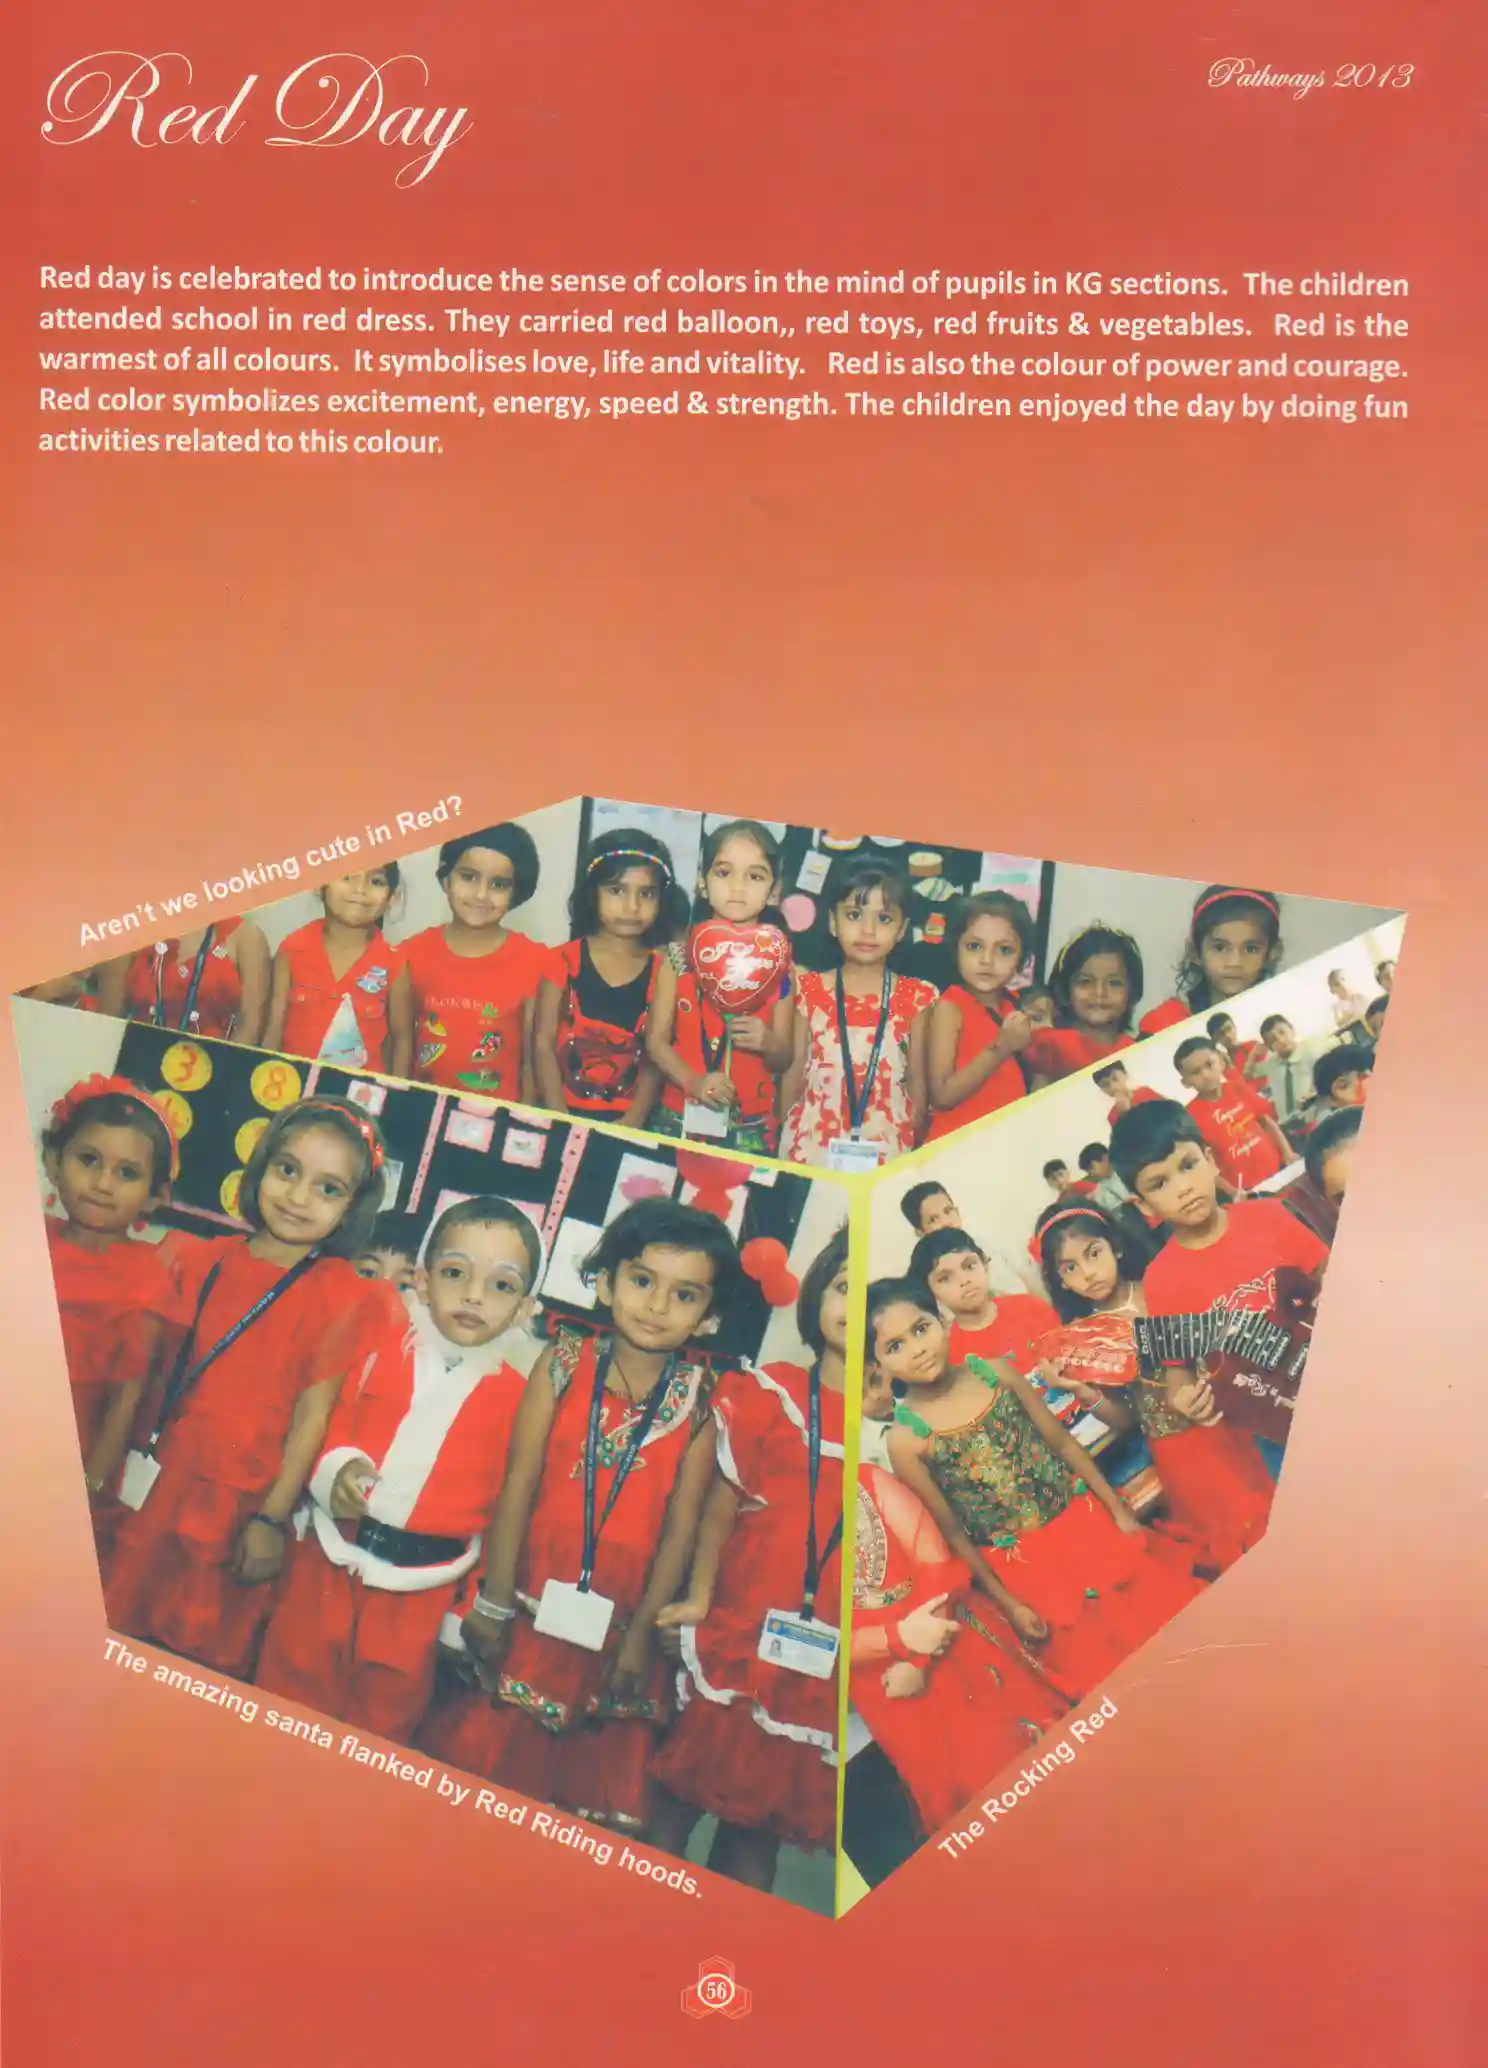 Red Day
Pathways 2013
Red day is celebrated to introduce the sense of colors in the mind of pupils in KG sections. The children
attended school in red dress. They carried red balloon,, red toys, red fruits & vegetables. Red is the
warmest of all colours. It symbolises love, life and vitality. Red is also the colour of power and courage.
Red color symbolizes excitement, energy, speed & strength. The children enjoyed the day by doing fun
activities related to this colour.
Aren't we looking cute in Red?
I Love
You
3
8
The amazing santa flanked by Red Riding hoods.
The Rocking Red
56